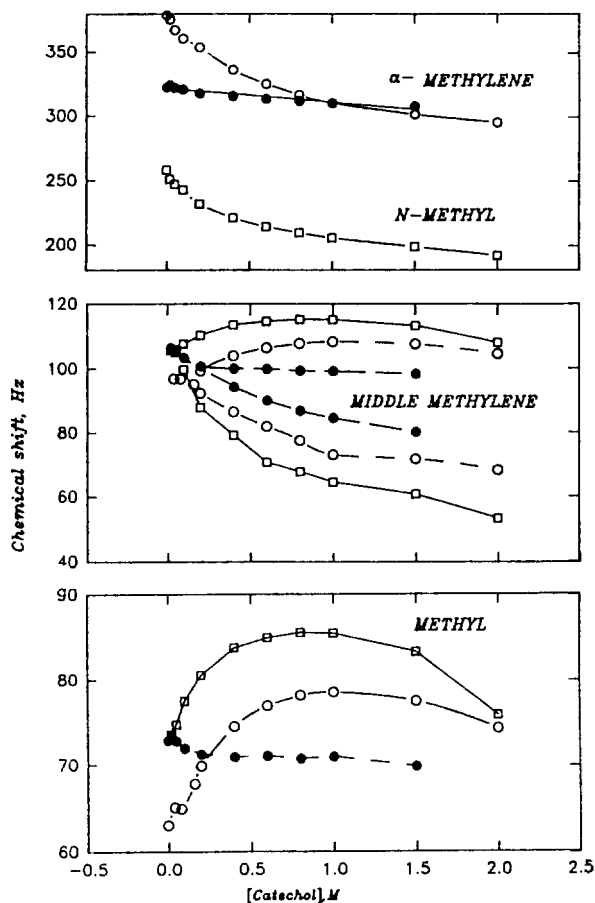 350
300
250
200
α- METHYLENE
N-METHYL
120
100
80
60
40
MIDDLE METHYLENE
Chemical shift, Hz
90
80
70
60
METHYL
-0.5 0.0 0.5 1.0 1.5 2.0 2.5
[Catechol], M